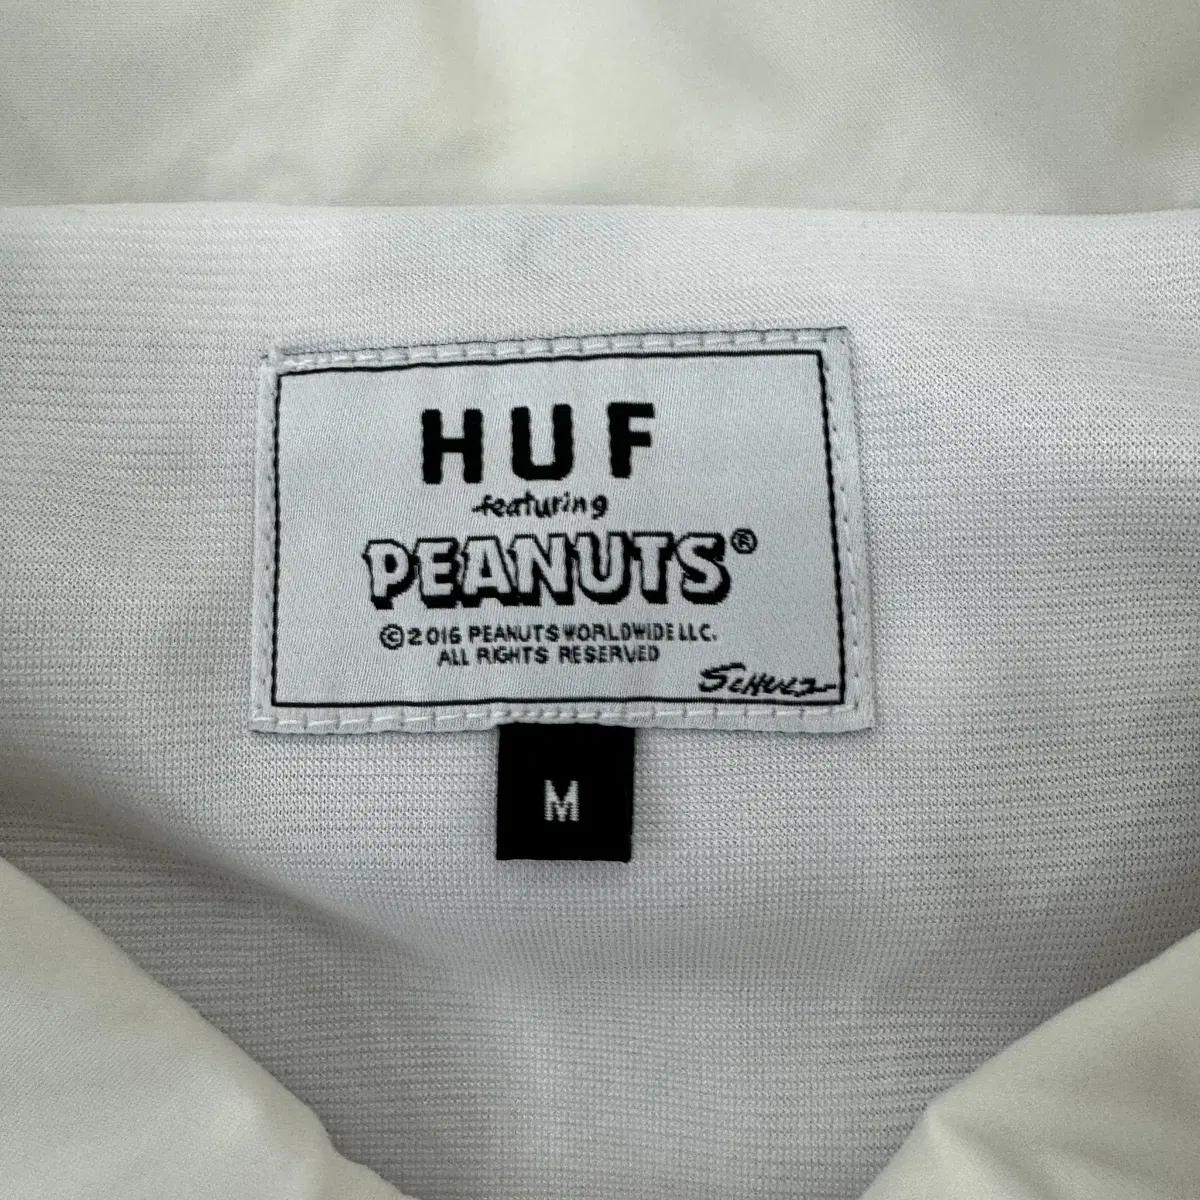 HUF
featuring
PEANUTS®
©2016 PEANUTS WORLDWIDE LLC.
ALL RIGHTS RESERVED
SCHULZ
M